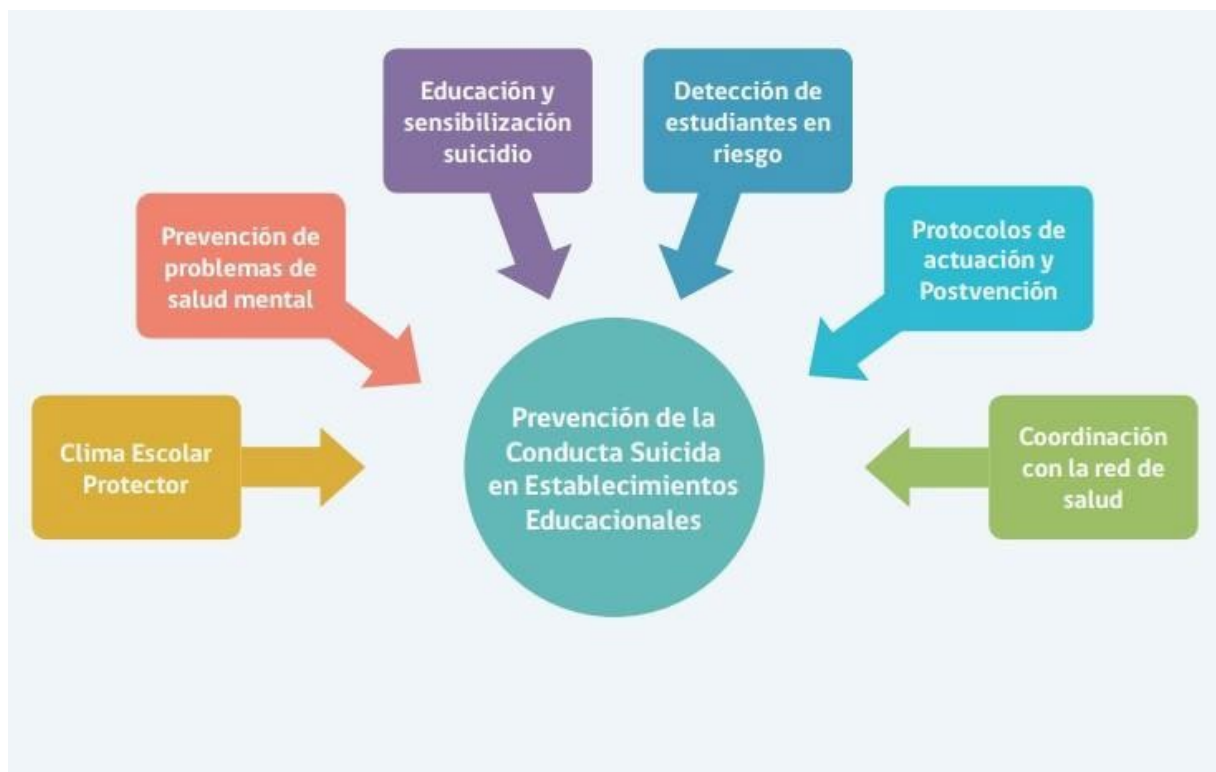 Educación y
sensibilización
suicidio
Detección de
estudiantes en
riesgo
Prevención de
problemas de
salud mental
Protocolos de
actuación y
Postvención
Clima Escolar
Protector
Prevención de la
Conducta Suicida
en Establecimientos
Educacionales
Coordinación
con la red de
salud